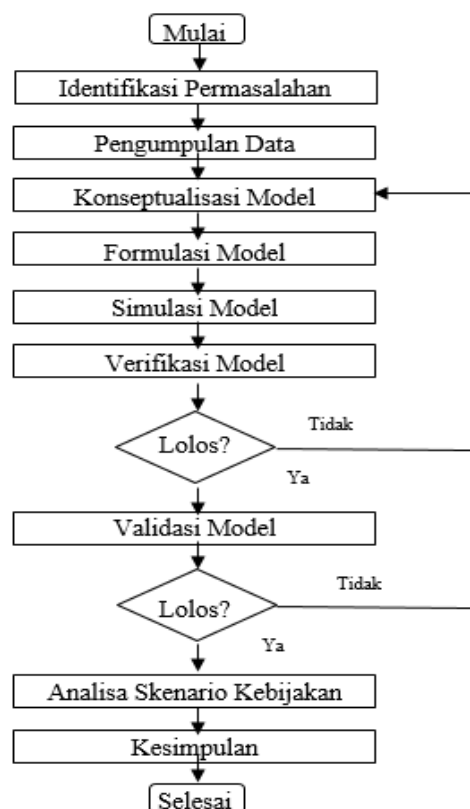 Mulai
Identifikasi Permasalahan
Pengumpulan Data
Konseptualisasi Model
Formulasi Model
Simulasi Model
Verifikasi Model
Lolos?
Tidak
Ya
Validasi Model
Lolos?
Tidak
Ya
Analisa Skenario Kebijakan
Kesimpulan
Selesai